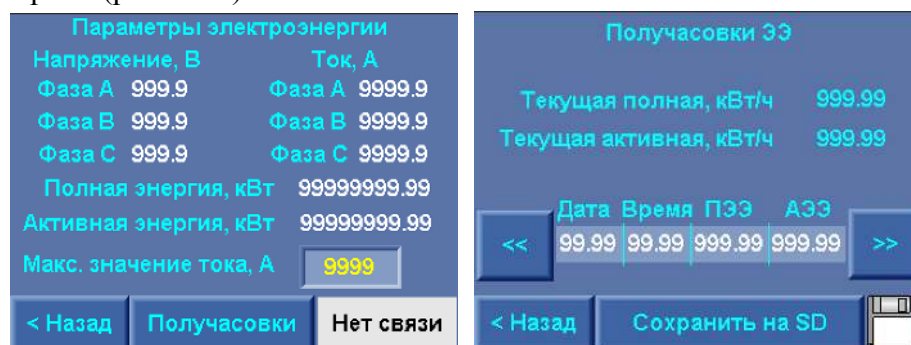 Параметры электроэнергии
Напряжение, В Ток, А
Фаза А 999.9 Фаза А 9999.9
Фаза В 999.9 Фаза В 9999.9
Фаза С 999.9 Фаза С 9999.9
Полная энергия, кВт 99999999.99
Активная энергия, кВт 99999999.99
Макс. значение тока, А 9999
< Назад Получасовки Нет связи
Получасовки ЭЭ
Текущая полная, кВт/ч 999.99
Текущая активная, кВт/ч 999.99
Дата Время ПЭЭ АЭЭ
<< 99.99 99.99 999.99 999.99 >>
< Назад Сохранить на SD